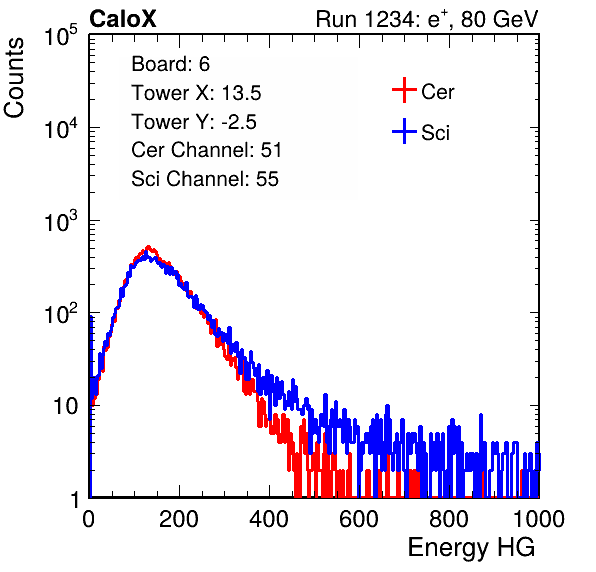 CaloX Run 1234: e⁺, 80 GeV
Counts
Board: 6
Tower X: 13.5
Tower Y: -2.5
Cer Channel: 51
Sci Channel: 55
Cer
Sci
10⁵
10⁴
10³
10²
10
1
0 200 400 600 800 1000
Energy HG